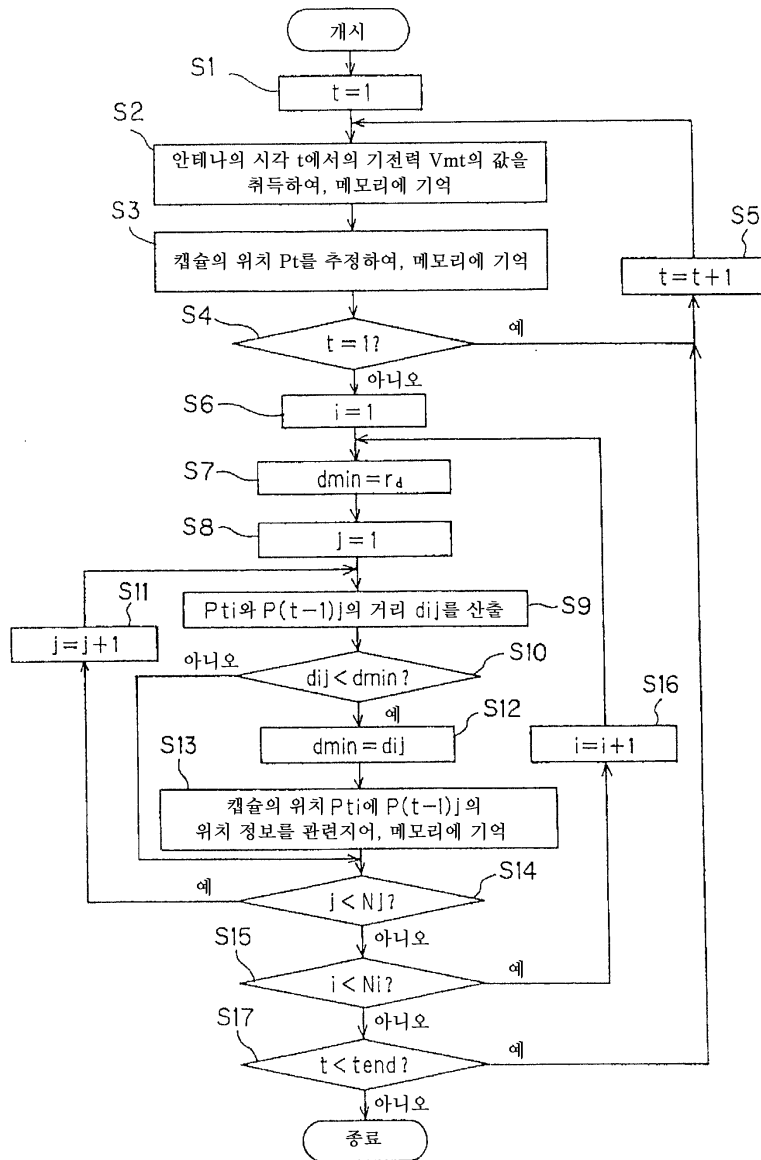 개시
S1
t=1
S2
안테나의 시각 t에서의 기전력 Vmt의 값을
취득하여, 메모리에 기억
S3
캡슐의 위치 Pt를 추정하여, 메모리에 기억
S5
t=t+1
S4
t=1?
예
아니오
S6
i=1
S7
dmin=rd
S8
j=1
S11
j=j+1
Pti와 P(t-1)j의 거리 dij를 산출
S9
아니오
dij<dmin?
S10
예
S12
dmin=dij
S16
i=i+1
S13
캡슐의 위치 Pti에 P(t-1)j의
위치 정보를 관련지어, 메모리에 기억
예
j<Nj?
S14
아니오
S15
i<Ni?
예
아니오
S17
t<tend?
예
아니오
종료